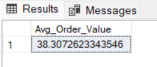 Results Messages
Avg_Order_Value
1 38.3072623343546